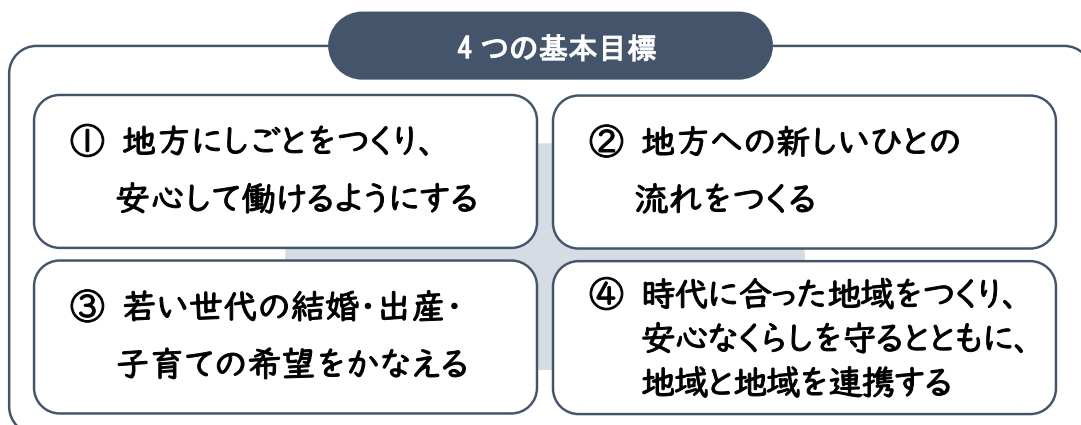 4つの基本目標
① 地方にしごとをつくり、
安心して働けるようにする
② 地方への新しいひとの
流れをつくる
③ 若い世代の結婚・出産・
子育ての希望をかなえる
④ 時代に合った地域をつくり、
安心なくらしを守るとともに、
地域と地域を連携する